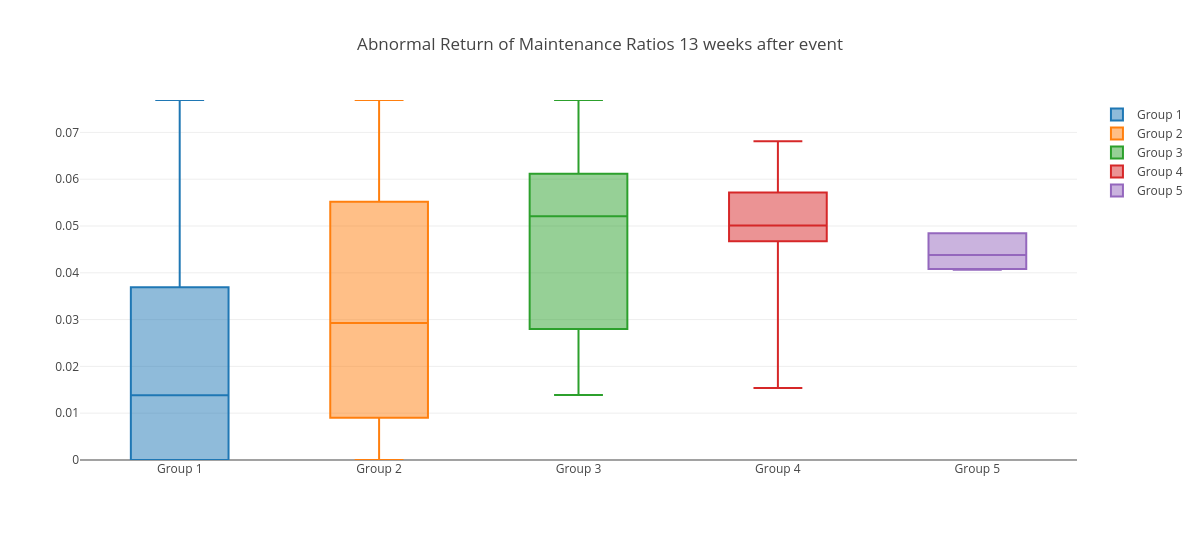 Abnormal Return of Maintenance Ratios 13 weeks after event
0.07
0.06
0.05
0.04
0.03
0.02
0.01
0
Group 1
Group 2
Group 3
Group 4
Group 5
Group 1
Group 2
Group 3
Group 4
Group 5